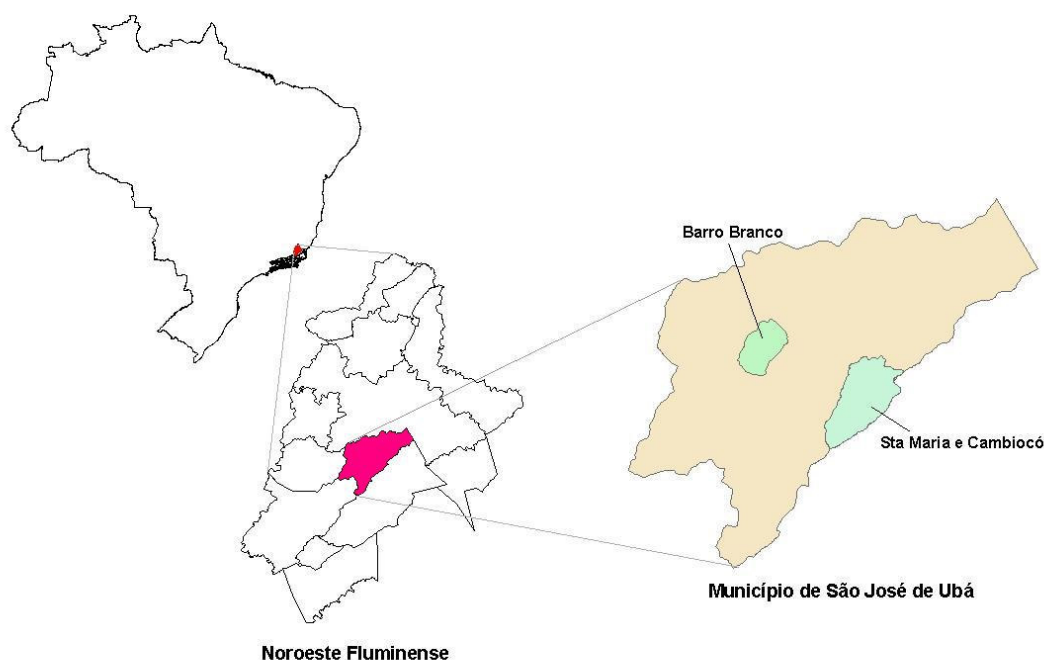 Barro Branco
Sta Maria e Cambiocó
Município de São José de Ubá
Noroeste Fluminense